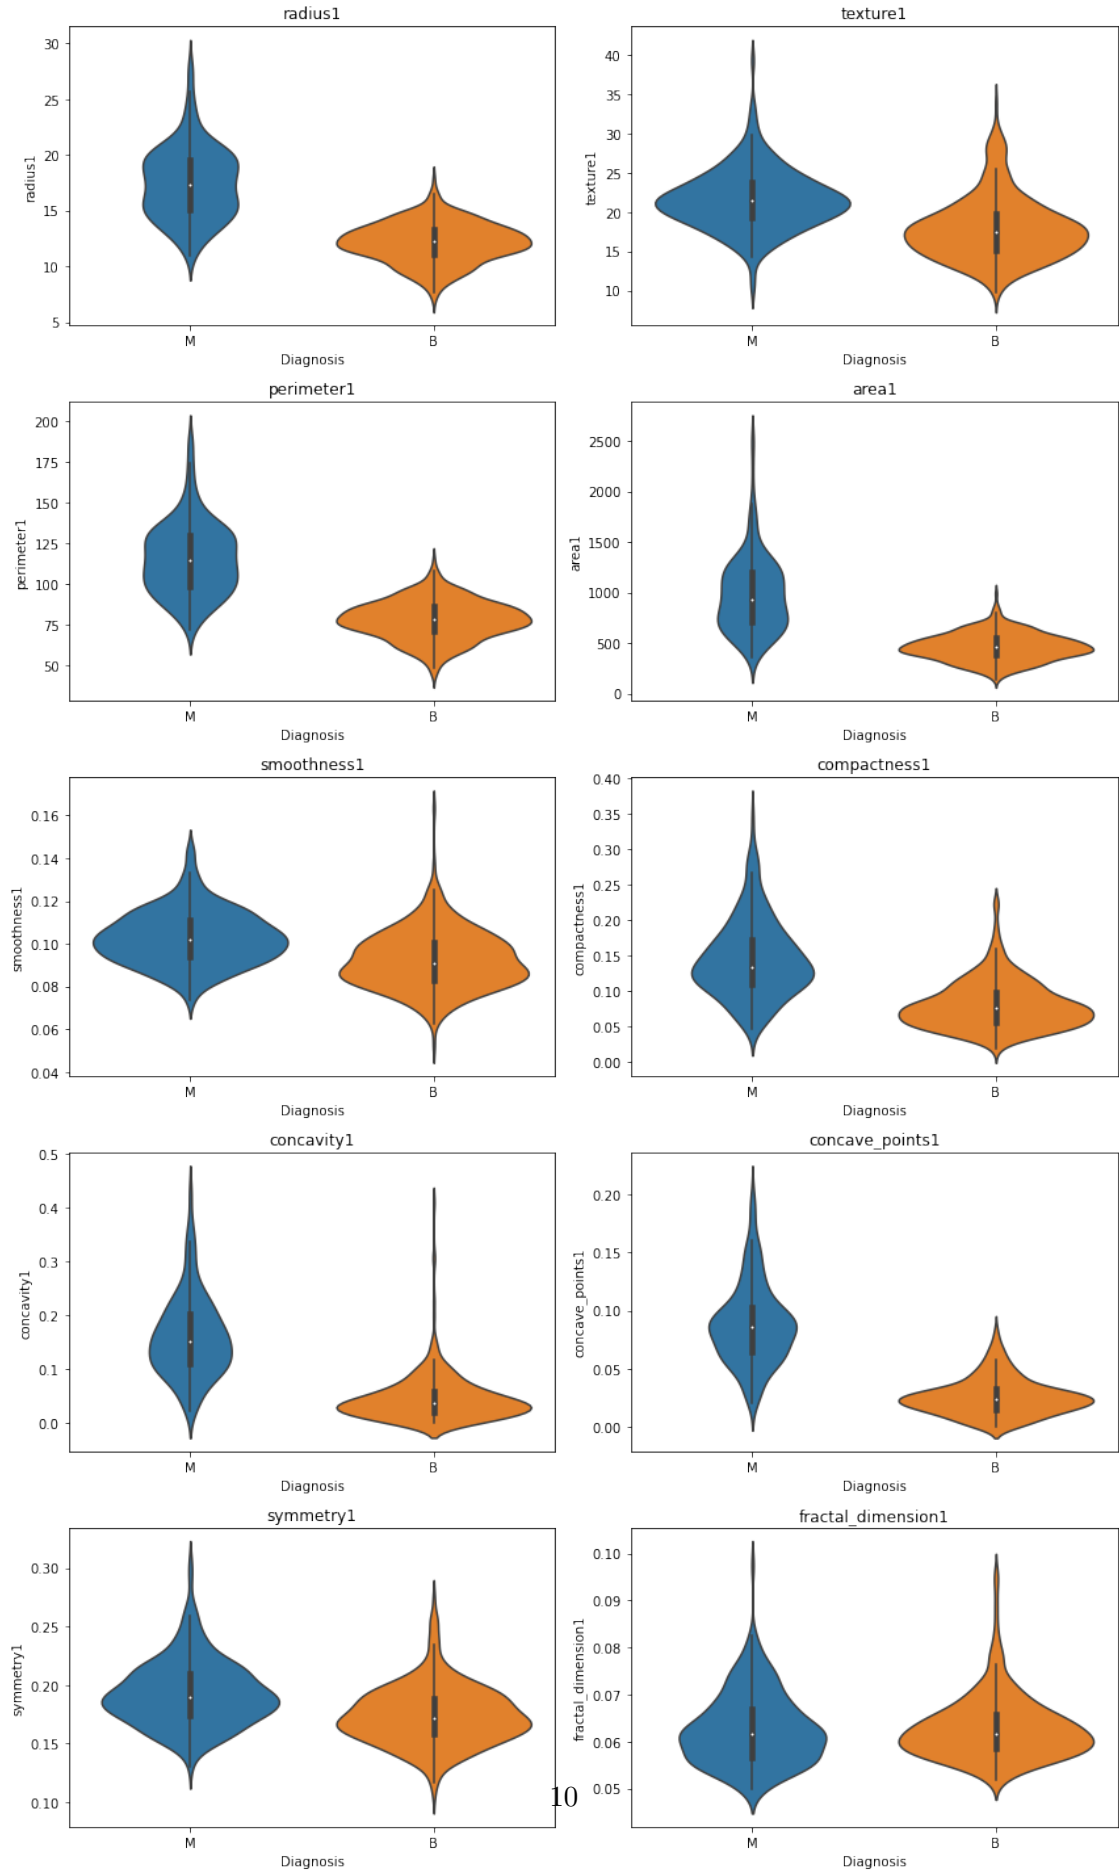 radius1
texture1
30
25
20
15
10
5
radius1
M
B
Diagnosis
40
35
30
25
20
15
10
texture1
M
B
Diagnosis
perimeter1
area1
200
175
150
125
100
75
50
perimeter1
M
B
Diagnosis
2500
2000
1500
1000
500
0
area1
M
B
Diagnosis
smoothness1
compactness1
0.16
0.14
0.12
0.10
0.08
0.06
0.04
smoothness1
M
B
Diagnosis
0.40
0.35
0.30
0.25
0.20
0.15
0.10
0.05
0.00
compactness1
M
B
Diagnosis
concavity1
concave_points1
0.5
0.4
0.3
0.2
0.1
0.0
concavity1
M
B
Diagnosis
0.20
0.15
0.10
0.05
0.00
concave_points1
M
B
Diagnosis
symmetry1
fractal_dimension1
0.30
0.25
0.20
0.15
0.10
symmetry1
M
B
Diagnosis
0.10
0.09
0.08
0.07
0.06
0.05
fractal_dimension1
M
B
Diagnosis
10